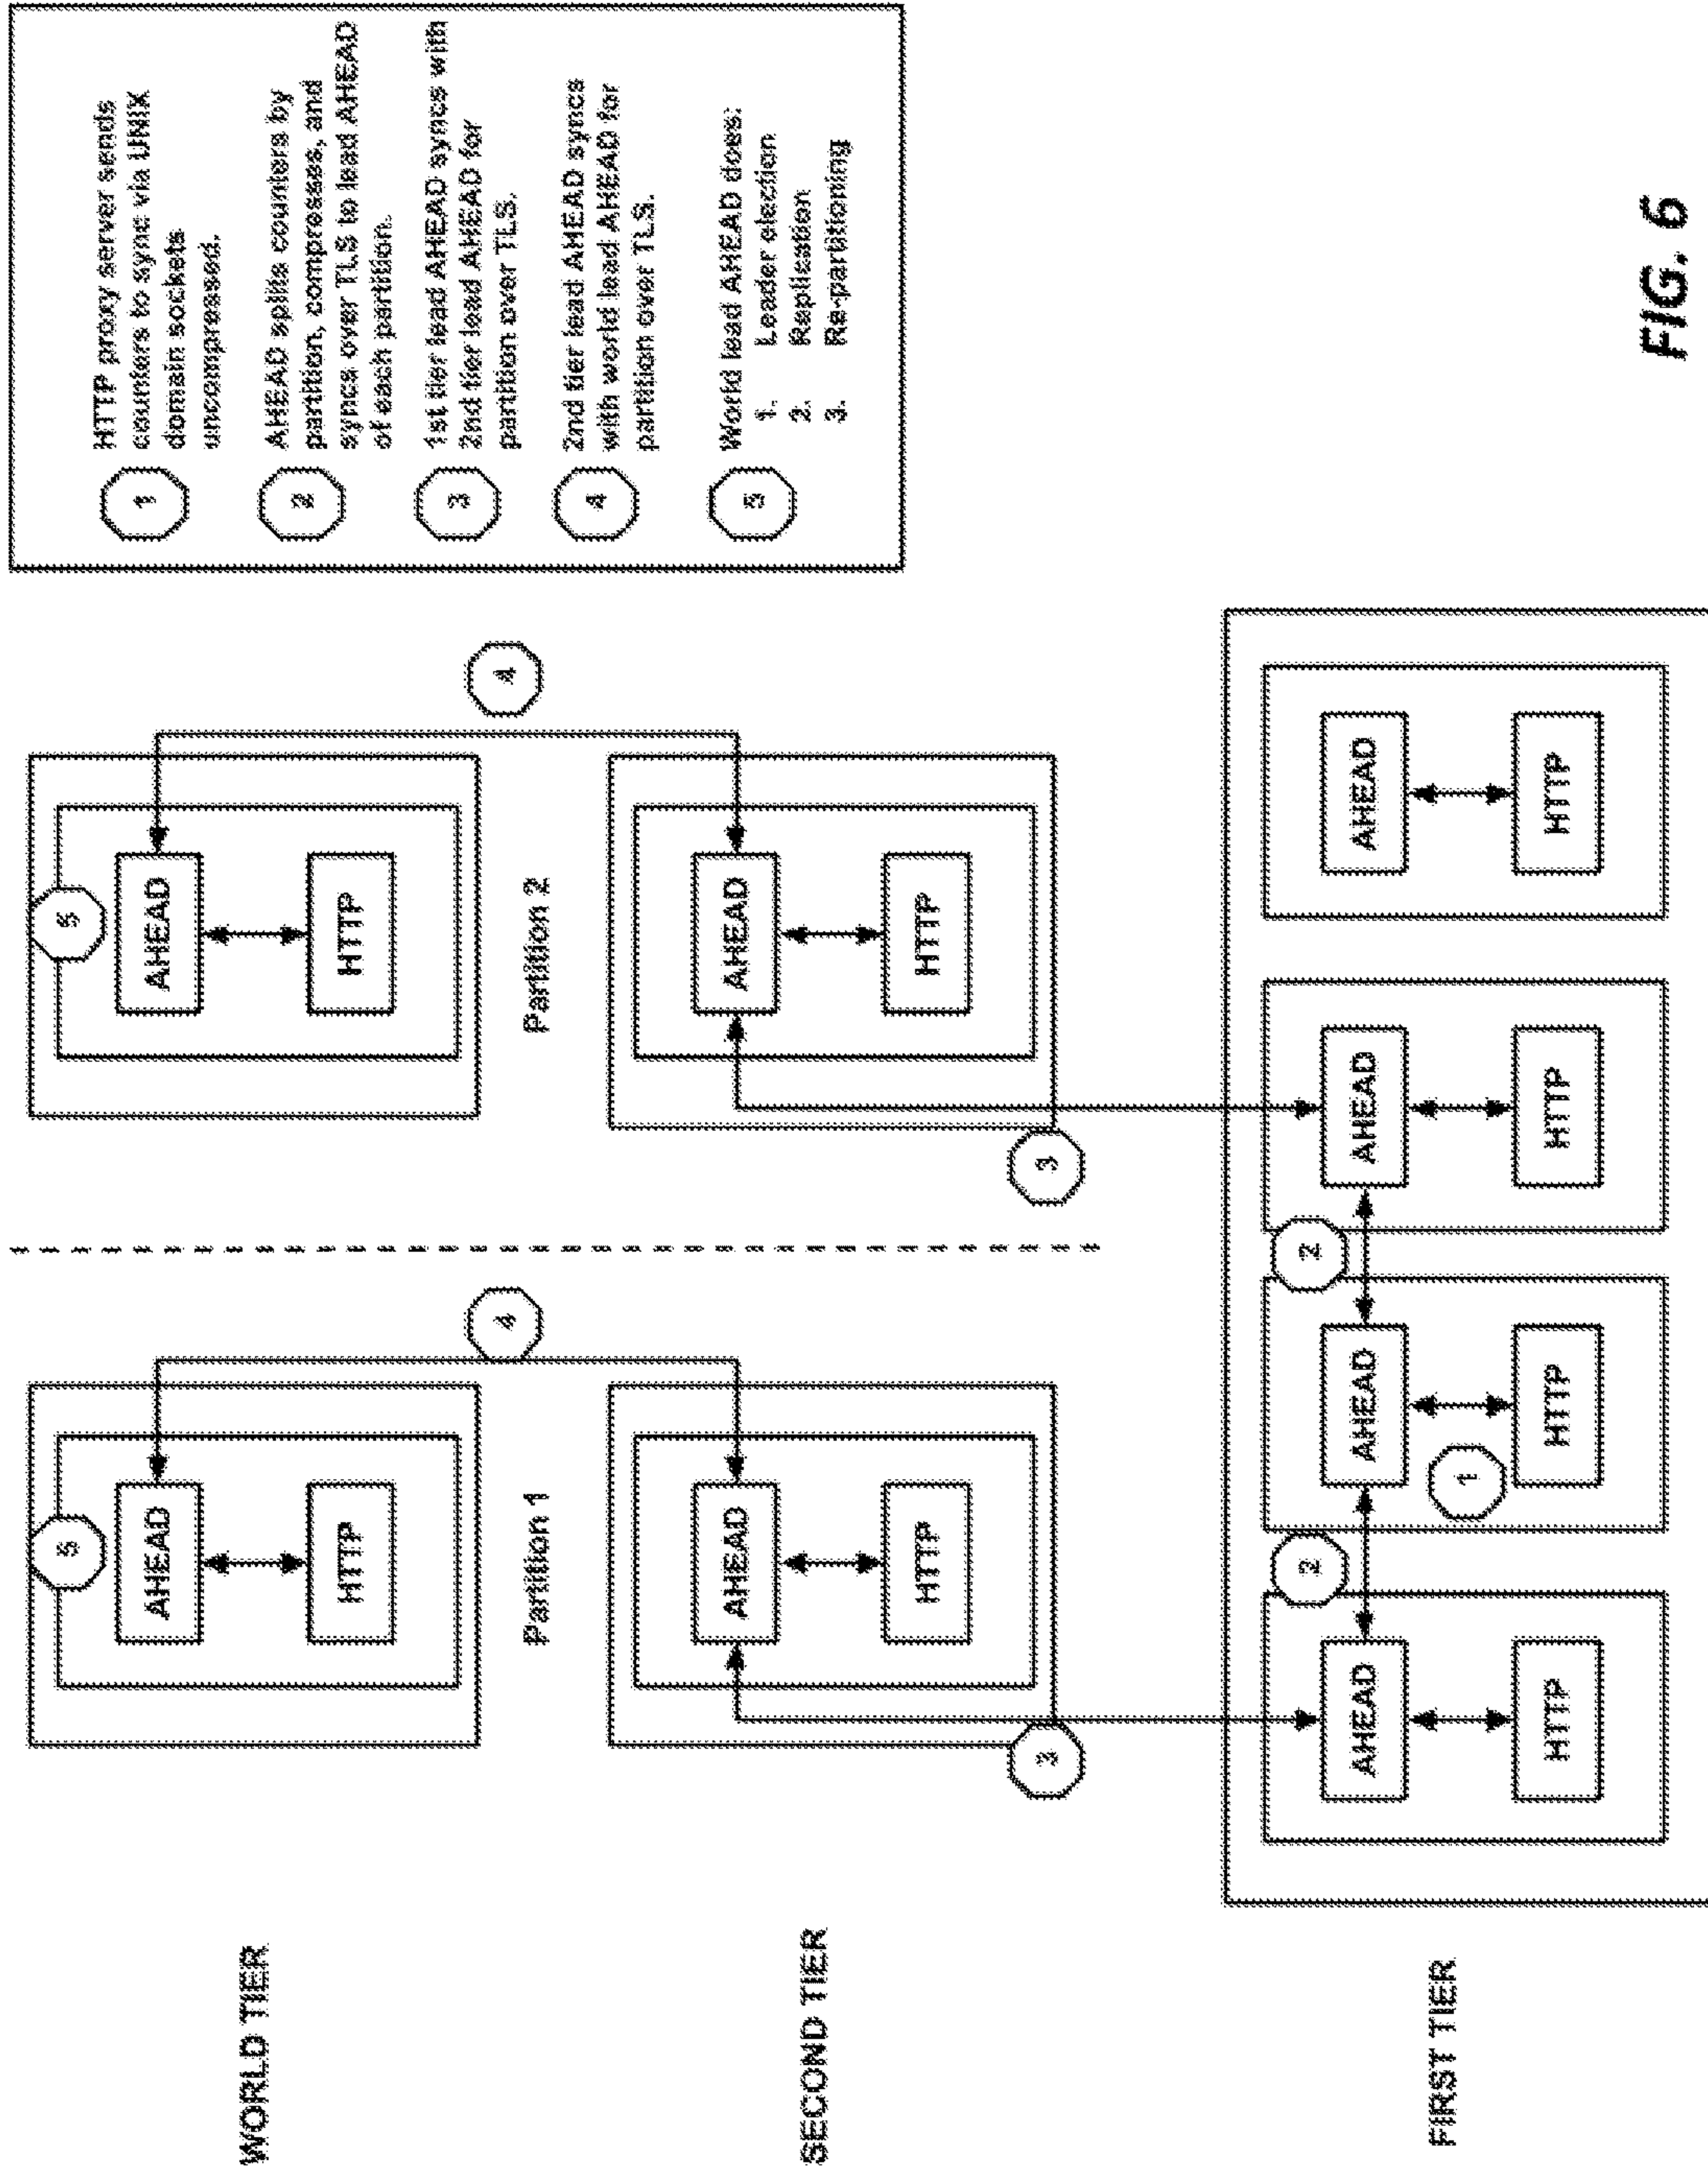 WORLD TIER
5
AHEAD
HTTP
5
AHEAD
HTTP
4
4
Partition 1
Partition 2
SECOND TIER
AHEAD
HTTP
AHEAD
HTTP
3
3
FIRST TIER
2
2
AHEAD
AHEAD
AHEAD
AHEAD
1
HTTP
HTTP
HTTP
HTTP
1
HTTP proxy server sends
counters to sync via UNIX
domain sockets
uncompressed.
2
AHEAD splits counters by
partition, compresses, and
syncs over TLS to lead AHEAD
of each partition.
3
1st tier lead AHEAD syncs with
2nd tier lead AHEAD for
partition over TLS.
4
2nd tier lead AHEAD syncs
with world lead AHEAD for
partition over TLS.
5
World lead AHEAD does:
1. Leader election
2. Replication
3. Re-partitioning
FIG. 6